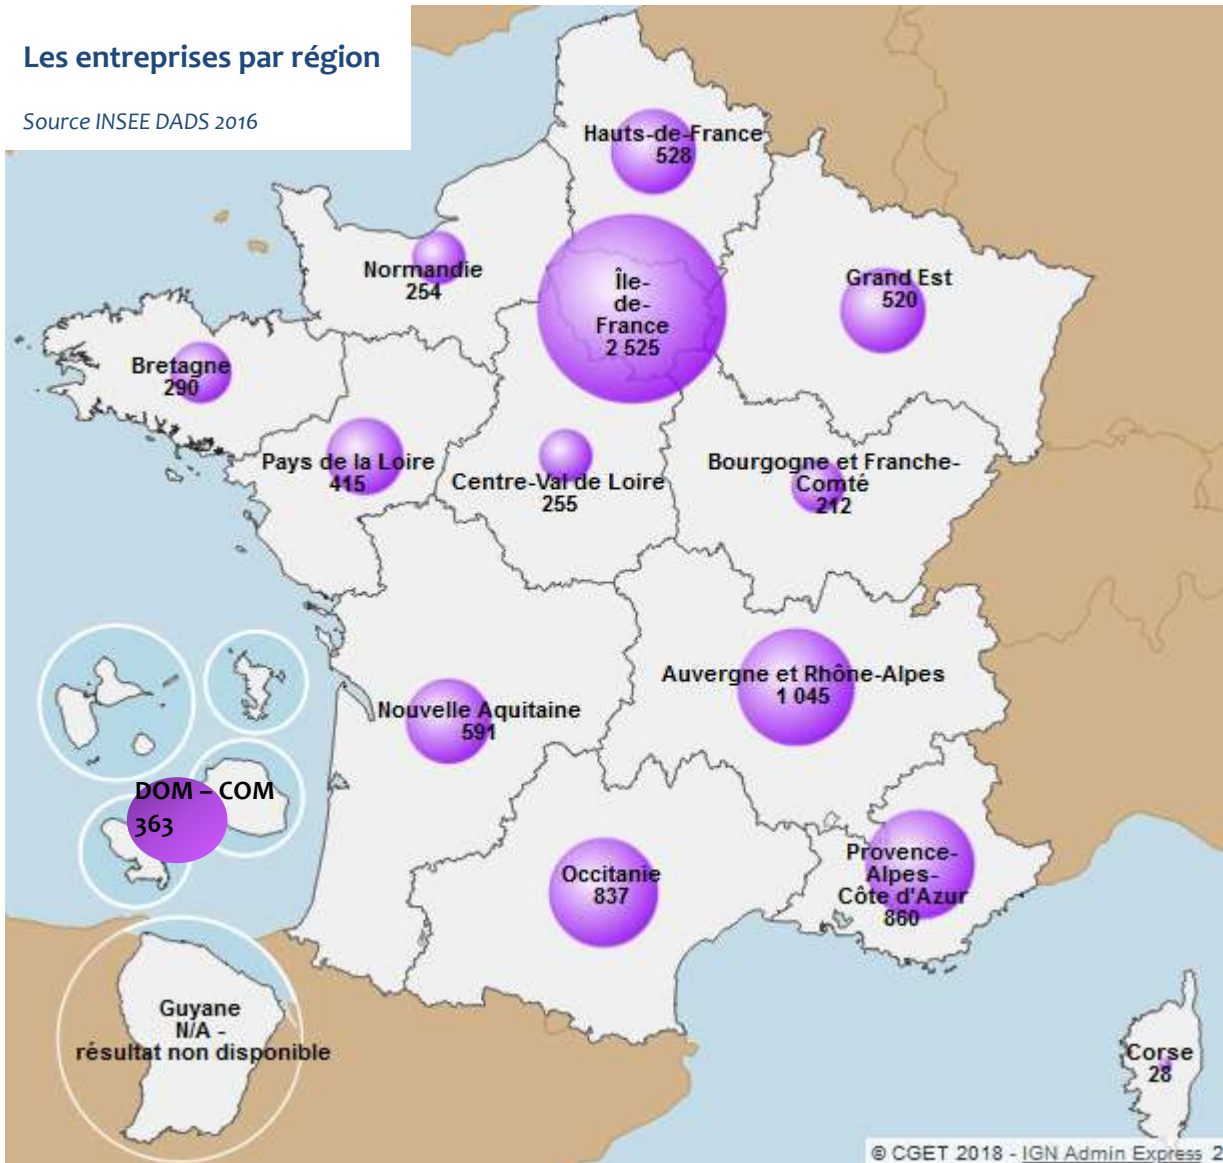 Les entreprises par région
Source INSEE DADS 2016
Hauts-de-France
528
Île-
de-
France
2 525
Normandie
254
Grand Est
520
Bretagne
290
Pays de la Loire
415
Centre-Val de Loire
255
Bourgogne et Franche-
Comté
212
Auvergne et Rhône-Alpes
1 045
Nouvelle Aquitaine
591
DOM – COM
363
Occitanie
837
Provence-
Alpes-
Côte d'Azur
860
Guyane
N/A -
résultat non disponible
Corse
28
© CGET 2018 - IGN Admin Express 2